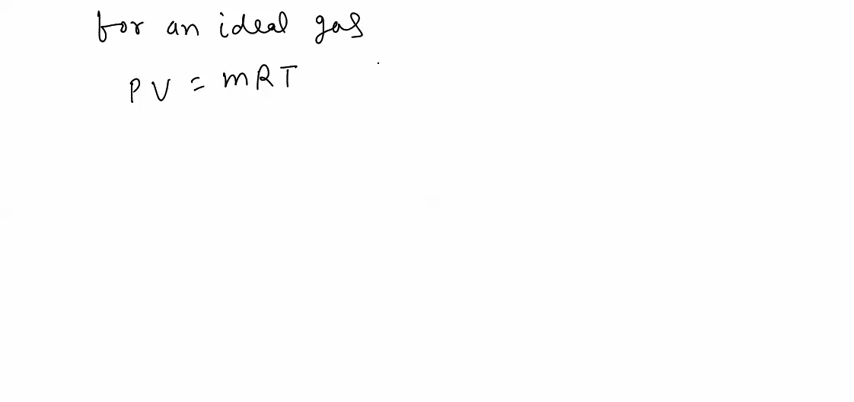 for an ideal gas
PV = mRT